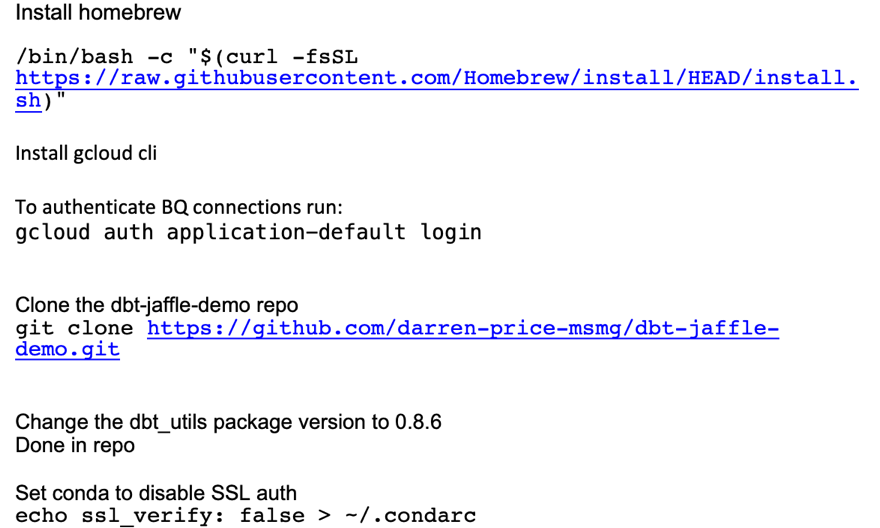 Install homebrew
/bin/bash -c "$(curl -fsSL
https://raw.githubusercontent.com/Homebrew/install/HEAD/install.
sh)"
Install gcloud cli
To authenticate BQ connections run:
gcloud auth application-default login
Clone the dbt-jaffle-demo repo
git clone https://github.com/darren-price-msmg/dbt-jaffle-
demo.git
Change the dbt_utils package version to 0.8.6
Done in repo
Set conda to disable SSL auth
echo ssl_verify: false > ~/.condarc